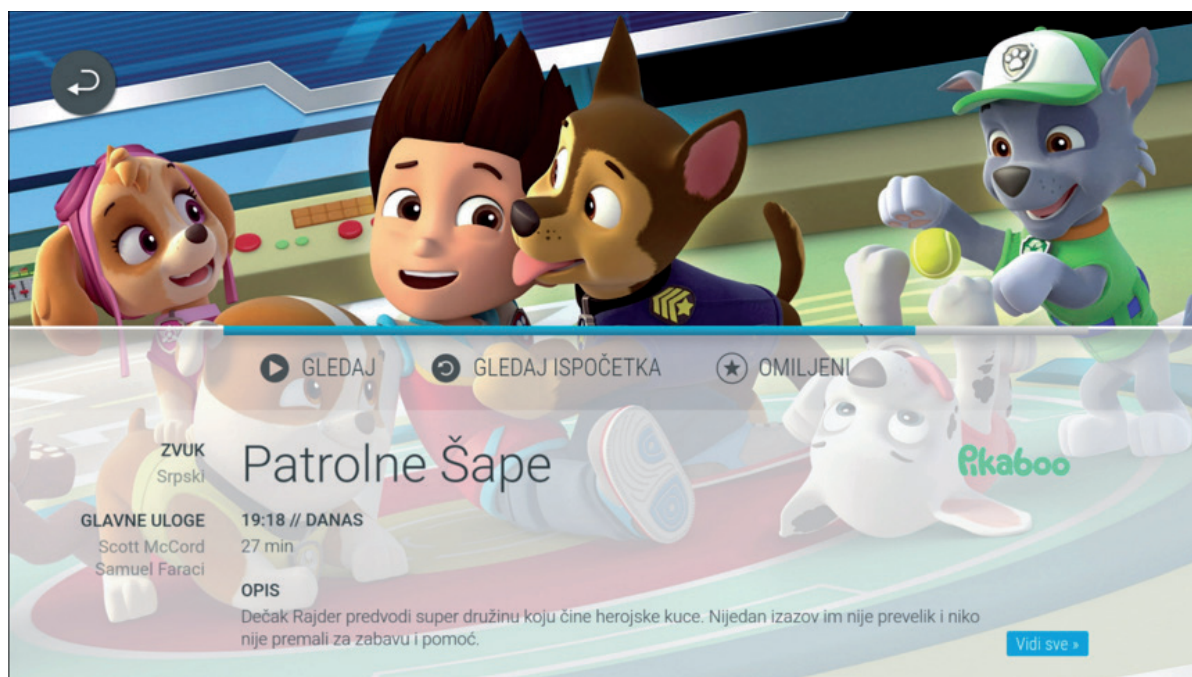 GLEDAJ
GLEDAJ ISPOČETKA
OMILJENI
ZVUK
Srpski
Patrolne Šape
Pikaboo
GLAVNE ULOGE
Scott McCord
Samuel Faraci
19:18 // DANAS
27 min
OPIS
Dečak Rajder predvodi super družinu koju čine herojske kuce. Nijedan izazov im nije prevelik i niko
nije premali za zabavu i pomoć.
Vidi sve »